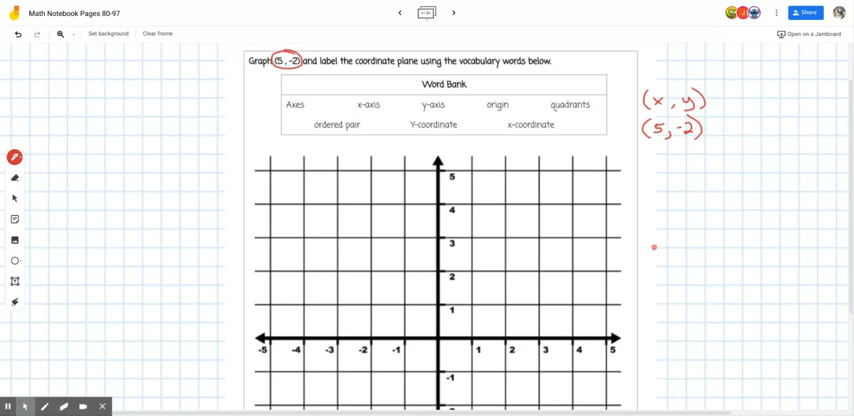 Math Notebook Pages 80-97
4 / 20
Share
Set background
Clear frame
Open on a Jamboard
Graph (5 , -2) and label the coordinate plane using the vocabulary words below.
Word Bank
Axes x-axis y-axis origin quadrants
ordered pair Y-coordinate x-coordinate
(x , y)
(5, -2)
5
4
3
2
1
-5 -4 -3 -2 -1 1 2 3 4 5
-1